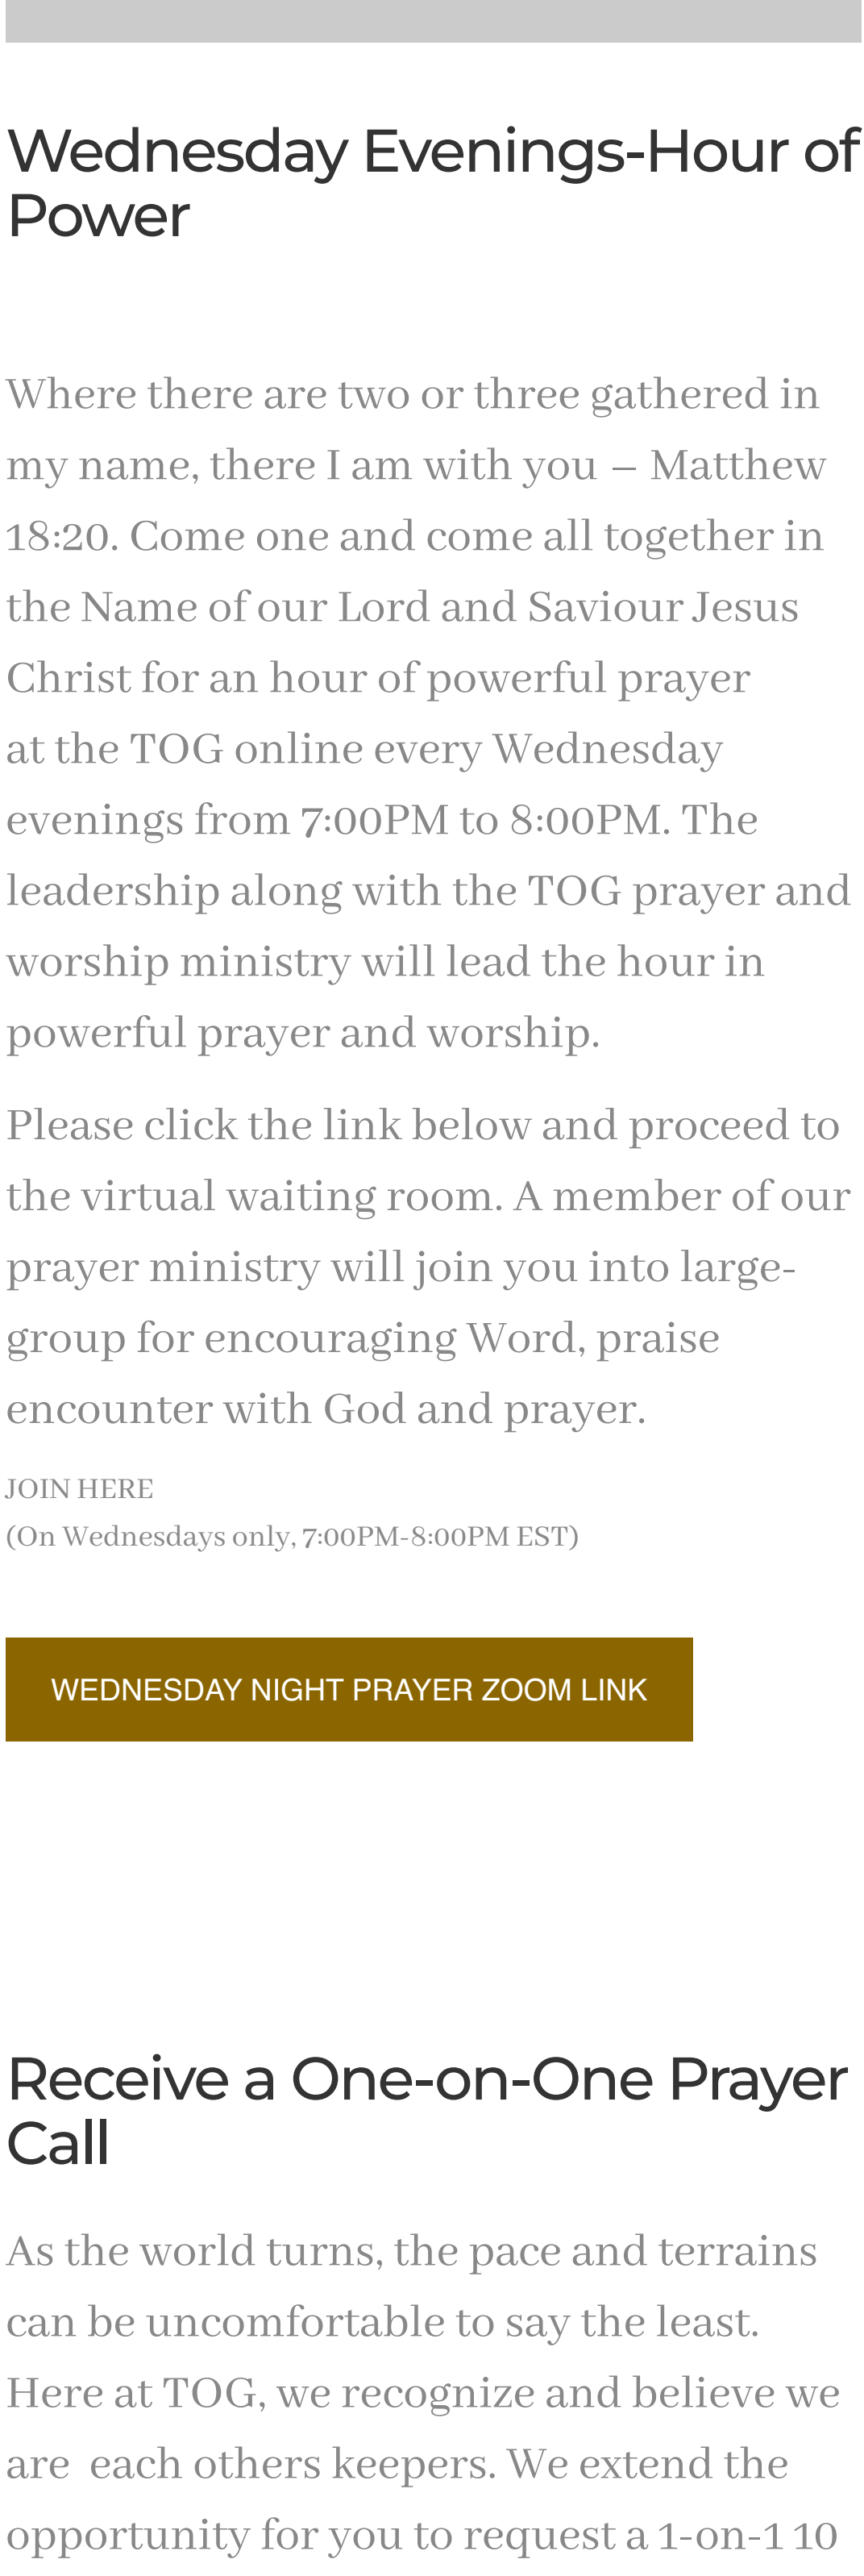 Wednesday Evenings-Hour of
Power
Where there are two or three gathered in
my name, there I am with you – Matthew
18:20. Come one and come all together in
the Name of our Lord and Saviour Jesus
Christ for an hour of powerful prayer
at the TOG online every Wednesday
evenings from 7:00PM to 8:00PM. The
leadership along with the TOG prayer and
worship ministry will lead the hour in
powerful prayer and worship.
Please click the link below and proceed to
the virtual waiting room. A member of our
prayer ministry will join you into large-
group for encouraging Word, praise
encounter with God and prayer.
JOIN HERE
(On Wednesdays only, 7:00PM-8:00PM EST)
WEDNESDAY NIGHT PRAYER ZOOM LINK
Receive a One-on-One Prayer
Call
As the world turns, the pace and terrains
can be uncomfortable to say the least.
Here at TOG, we recognize and believe we
are  each others keepers. We extend the
opportunity for you to request a 1-on-1 10